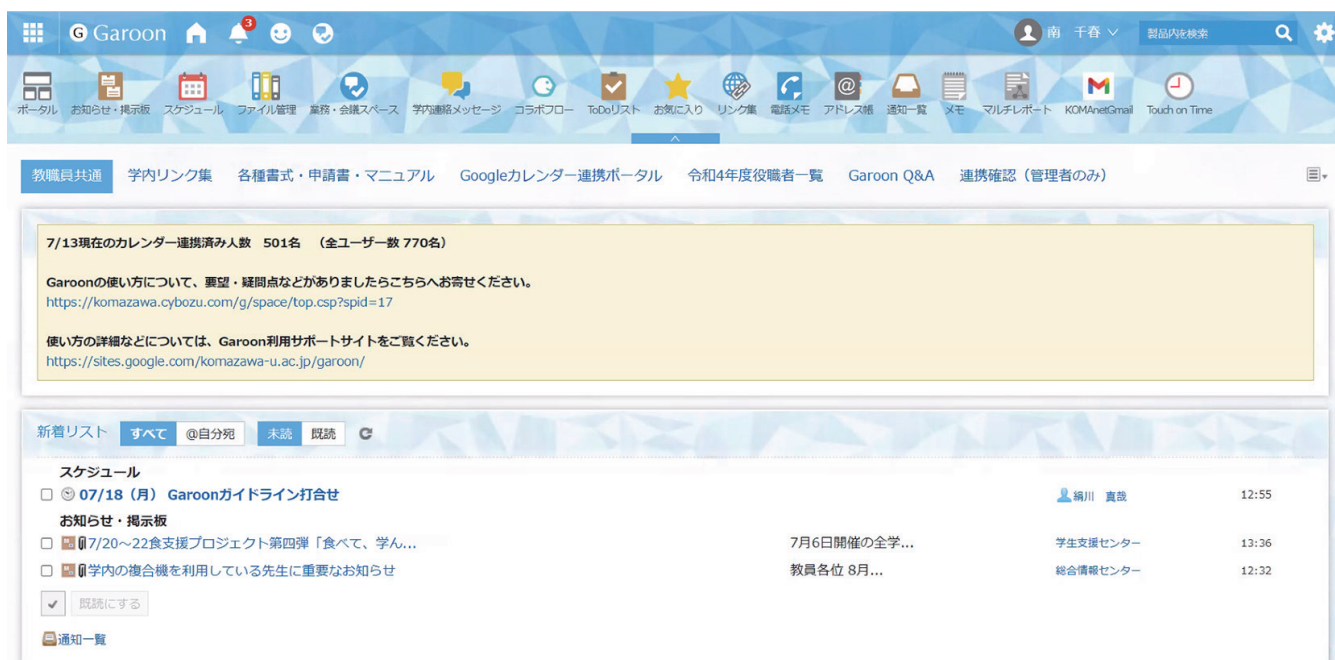 G Garoon
3
南 千春
製品内を検索
ポータル お知らせ・掲示板 スケジュール ファイル管理 業務・会議スペース 学内連絡メッセージ コラボフロー ToDoリスト お気に入り リンク集 電話メモ アドレス帳 通知一覧 メモ マルチレポート KOMAnetGmail Touch on Time
教職員共通 学内リンク集 各種書式・申請書・マニュアル Googleカレンダー連携ポータル 令和4年度役職者一覧 Garoon Q&A 連携確認（管理者のみ）
7/13現在のカレンダー連携済み人数 501名 （全ユーザー数 770名）
Garoonの使い方について、要望・疑問点などがありましたらこちらへお寄せください。
https://komazawa.cybozu.com/g/space/top.csp?spid=17
使い方の詳細などについては、Garoon利用サポートサイトをご覧ください。
https://sites.google.com/komazawa-u.ac.jp/garoon/
新着リスト すべて @自分宛 未読 既読
スケジュール
07/18（月） Garoonガイドライン打合せ 絹川 真哉 12:55
お知らせ・掲示板
7/20～22食支援プロジェクト第四弾「食べて、学ん... 7月6日開催の全学... 学生支援センター 13:36
学内の複合機を利用している先生に重要なお知らせ 教員各位 8月... 総合情報センター 12:32
既読にする
通知一覧